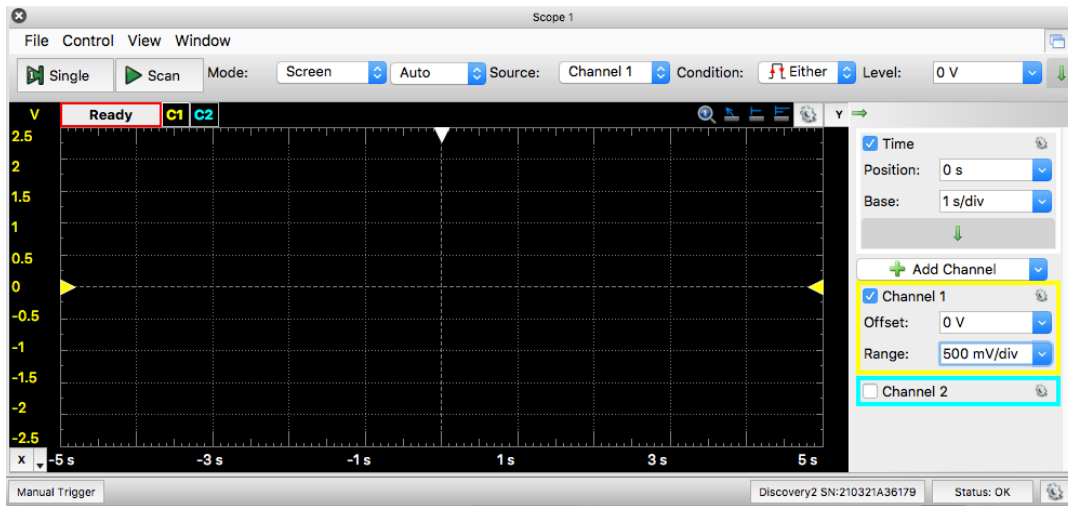 Scope 1
File Control View Window
Single Scan Mode: Screen Auto Source: Channel 1 Condition: Either Level: 0 V
V Ready C1 C2 Y
2.5
2
1.5
1
0.5
0
-0.5
-1
-1.5
-2
-2.5
X -5 s -3 s -1 s 1 s 3 s 5 s
Time
Position: 0 s
Base: 1 s/div
Add Channel
Channel 1
Offset: 0 V
Range: 500 mV/div
Channel 2
Manual Trigger Discovery2 SN:210321A36179 Status: OK